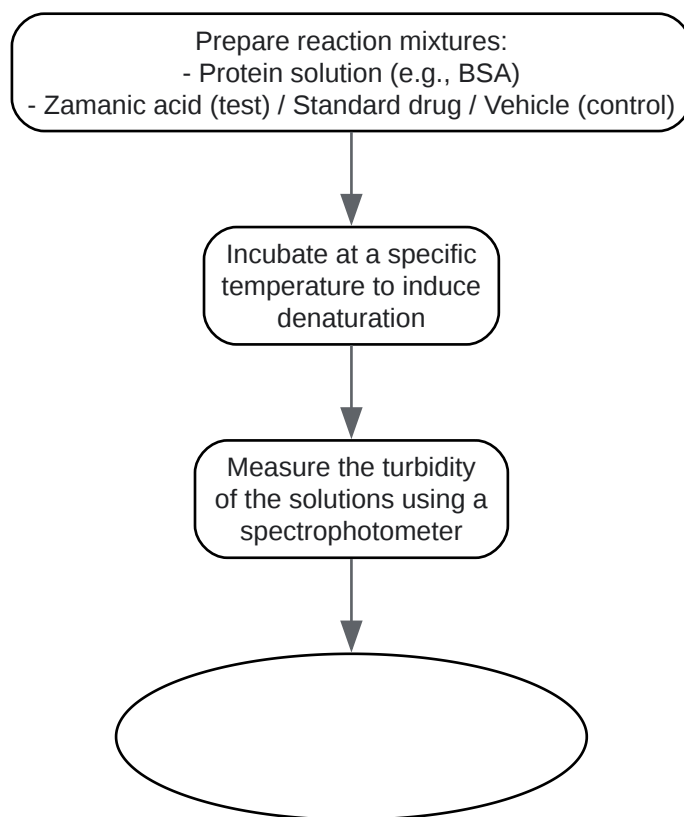 Prepare reaction mixtures:
- Protein solution (e.g., BSA)
- Zamanic acid (test) / Standard drug / Vehicle (control)
Incubate at a specific
temperature to induce
denaturation
Measure the turbidity
of the solutions using a
spectrophotometer